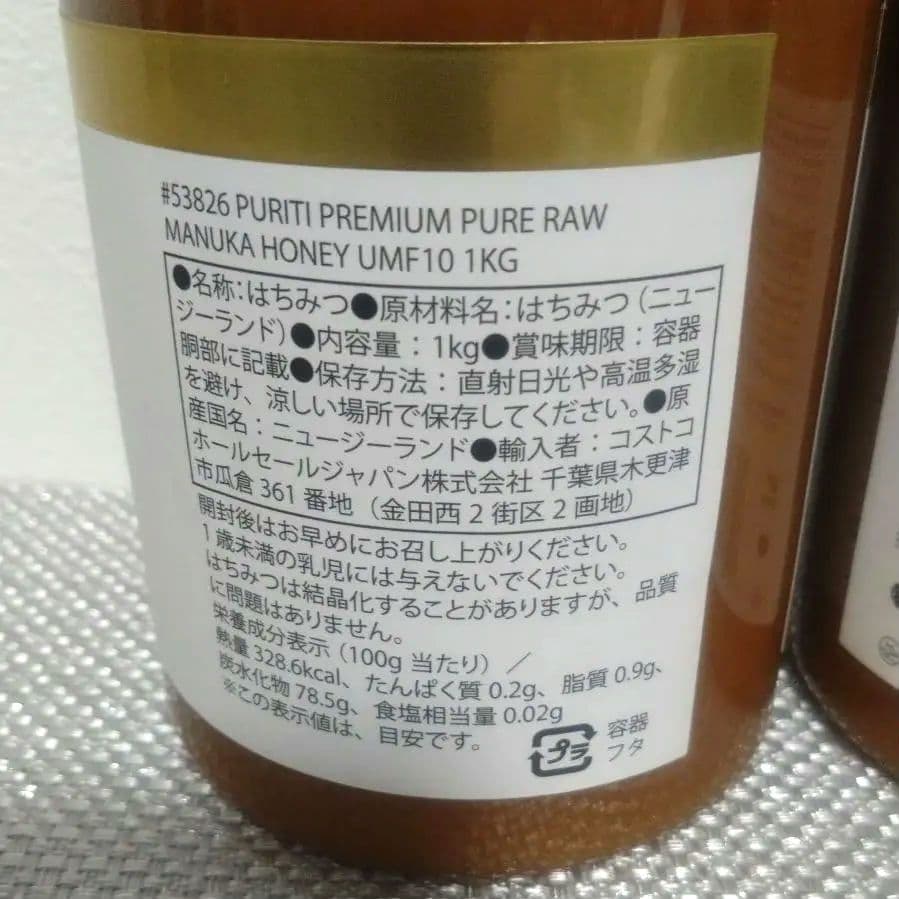 #53826 PURITI PREMIUM PURE RAW
MANUKA HONEY UMF10 1KG
●名称：はちみつ●原材料名：はちみつ（ニュー
ジーランド）●内容量：1kg●賞味期限：容器
胴部に記載●保存方法：直射日光や高温多湿
を避け、涼しい場所で保存してください。●原
産国名：ニュージーランド●輸入者：コストコ
ホールセールジャパン株式会社 千葉県木更津
市瓜倉 361 番地（金田西 2 街区 2 画地）
開封後はお早めにお召し上がりください。
1 歳未満の乳児には与えないでください。
はちみつは結晶化することがありますが、品質
に問題はありません。
栄養成分表示（100g 当たり）／
熱量 328.6kcal、たんぱく質 0.2g、脂質 0.9g、
炭水化物 78.5g、食塩相当量 0.02g
※この表示値は、目安です。
プラ
容器
フタ